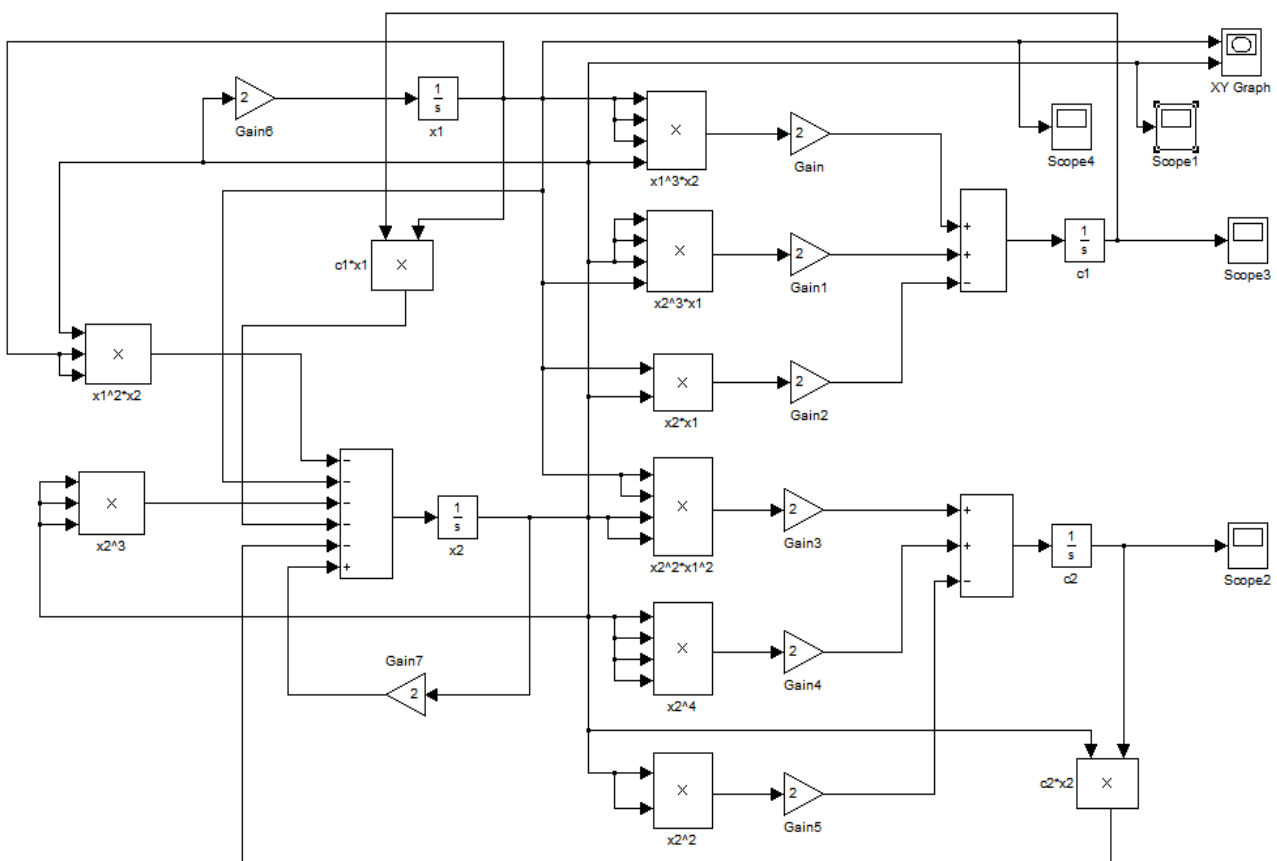 XY Graph
2
Gain6
1
s
x1
×
x1^3*x2
2
Gain
Scope4
Scope1
c1*x1
×
×
x2^3*x1
2
Gain1
+
+
−
1
s
c1
Scope3
×
x1^2*x2
×
x2*x1
2
Gain2
×
x2^3
−
−
−
−
−
+
1
s
x2
×
x2^2*x1^2
2
Gain3
+
+
−
1
s
c2
Scope2
Gain7
2
×
x2^4
2
Gain4
×
x2^2
2
Gain5
c2*x2
×